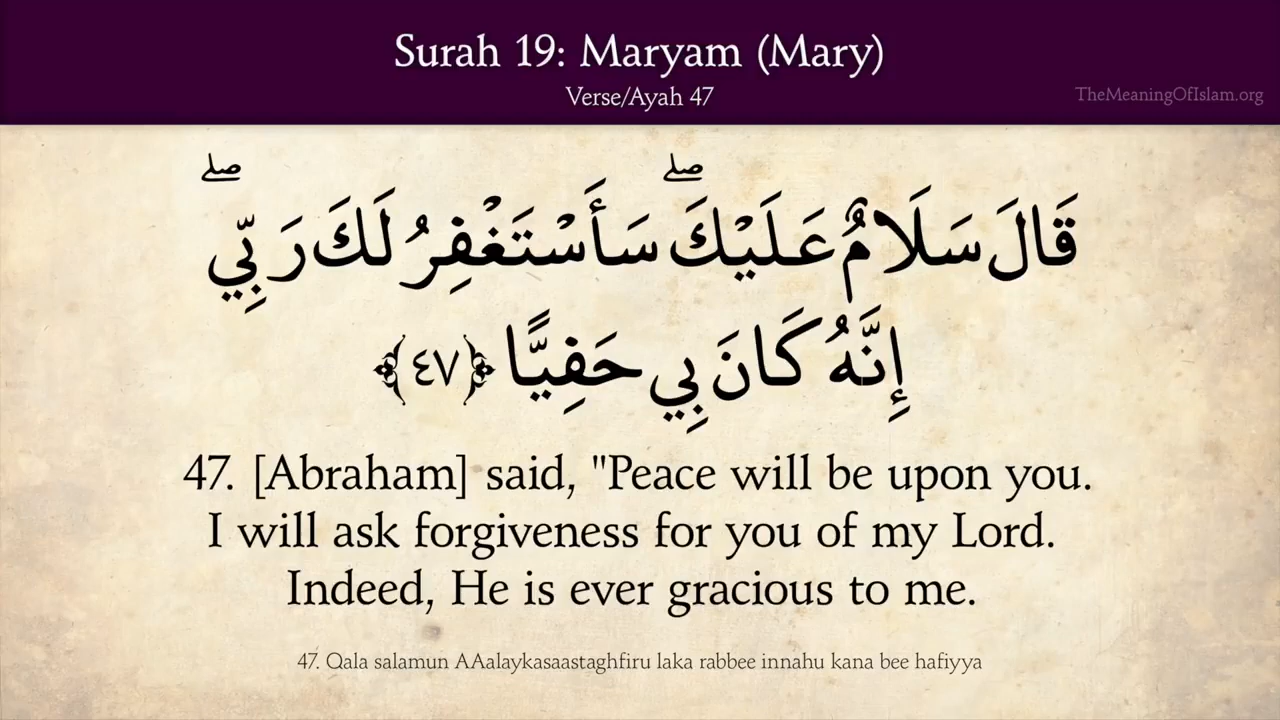 Surah 19: Maryam (Mary)
Verse/Ayah 47
TheMeaningOfIslam.org
قَالَ سَلَامٌ عَلَيْكَ ۖ سَأَسْتَغْفِرُ لَكَ رَبِّي ۖ
إِنَّهُ كَانَ بِي حَفِيًّا ﴿٤٧﴾
47. [Abraham] said, "Peace will be upon you.
I will ask forgiveness for you of my Lord.
Indeed, He is ever gracious to me.
47. Qala salamun AAalaykasaastaghfiru laka rabbee innahu kana bee hafiyya